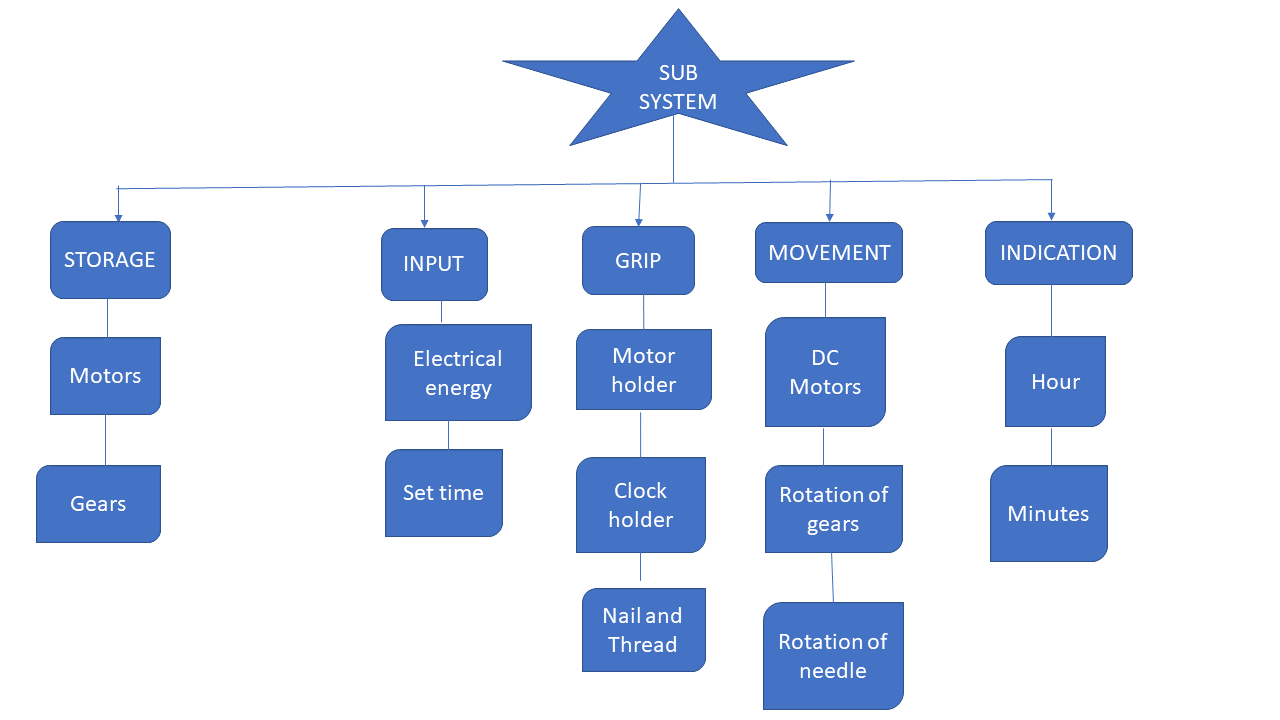 SUB
SYSTEM
STORAGE
INPUT
GRIP
MOVEMENT
INDICATION
Motors
Electrical
energy
Motor
holder
DC
Motors
Hour
Gears
Set time
Clock
holder
Rotation of
gears
Minutes
Nail and
Thread
Rotation of
needle